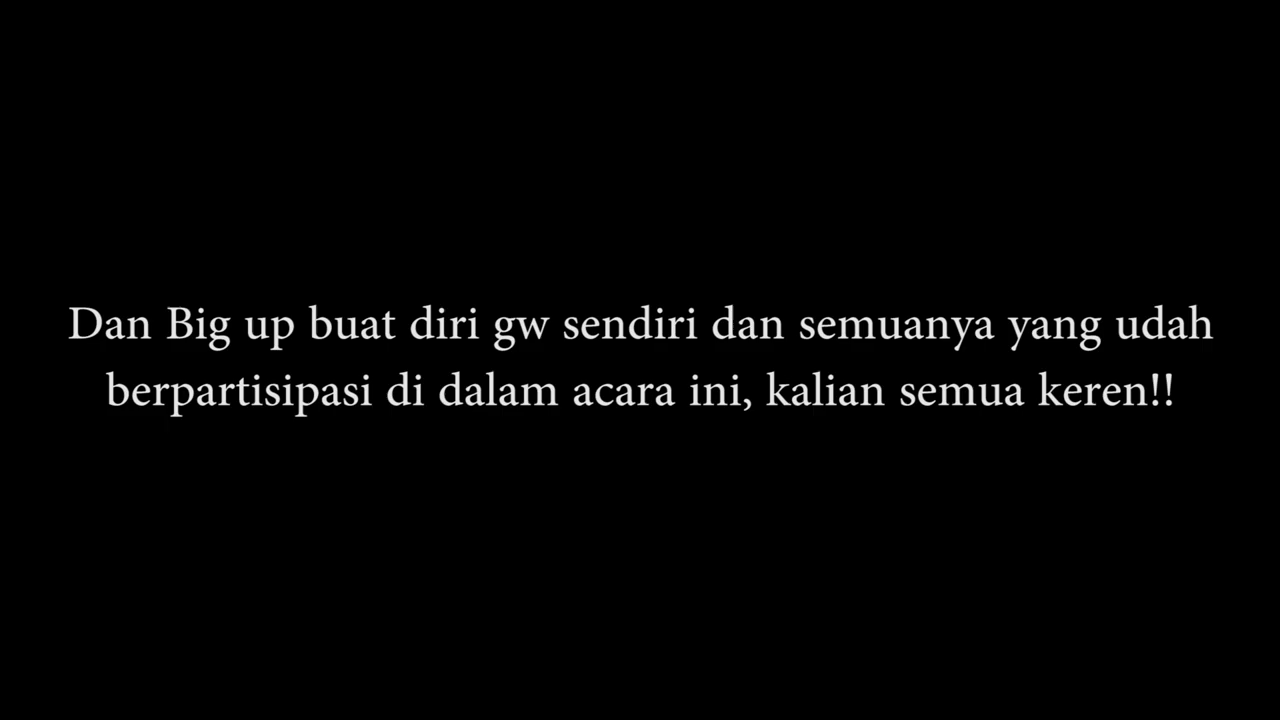 Dan Big up buat diri gw sendiri dan semuanya yang udah
berpartisipasi di dalam acara ini, kalian semua keren!!